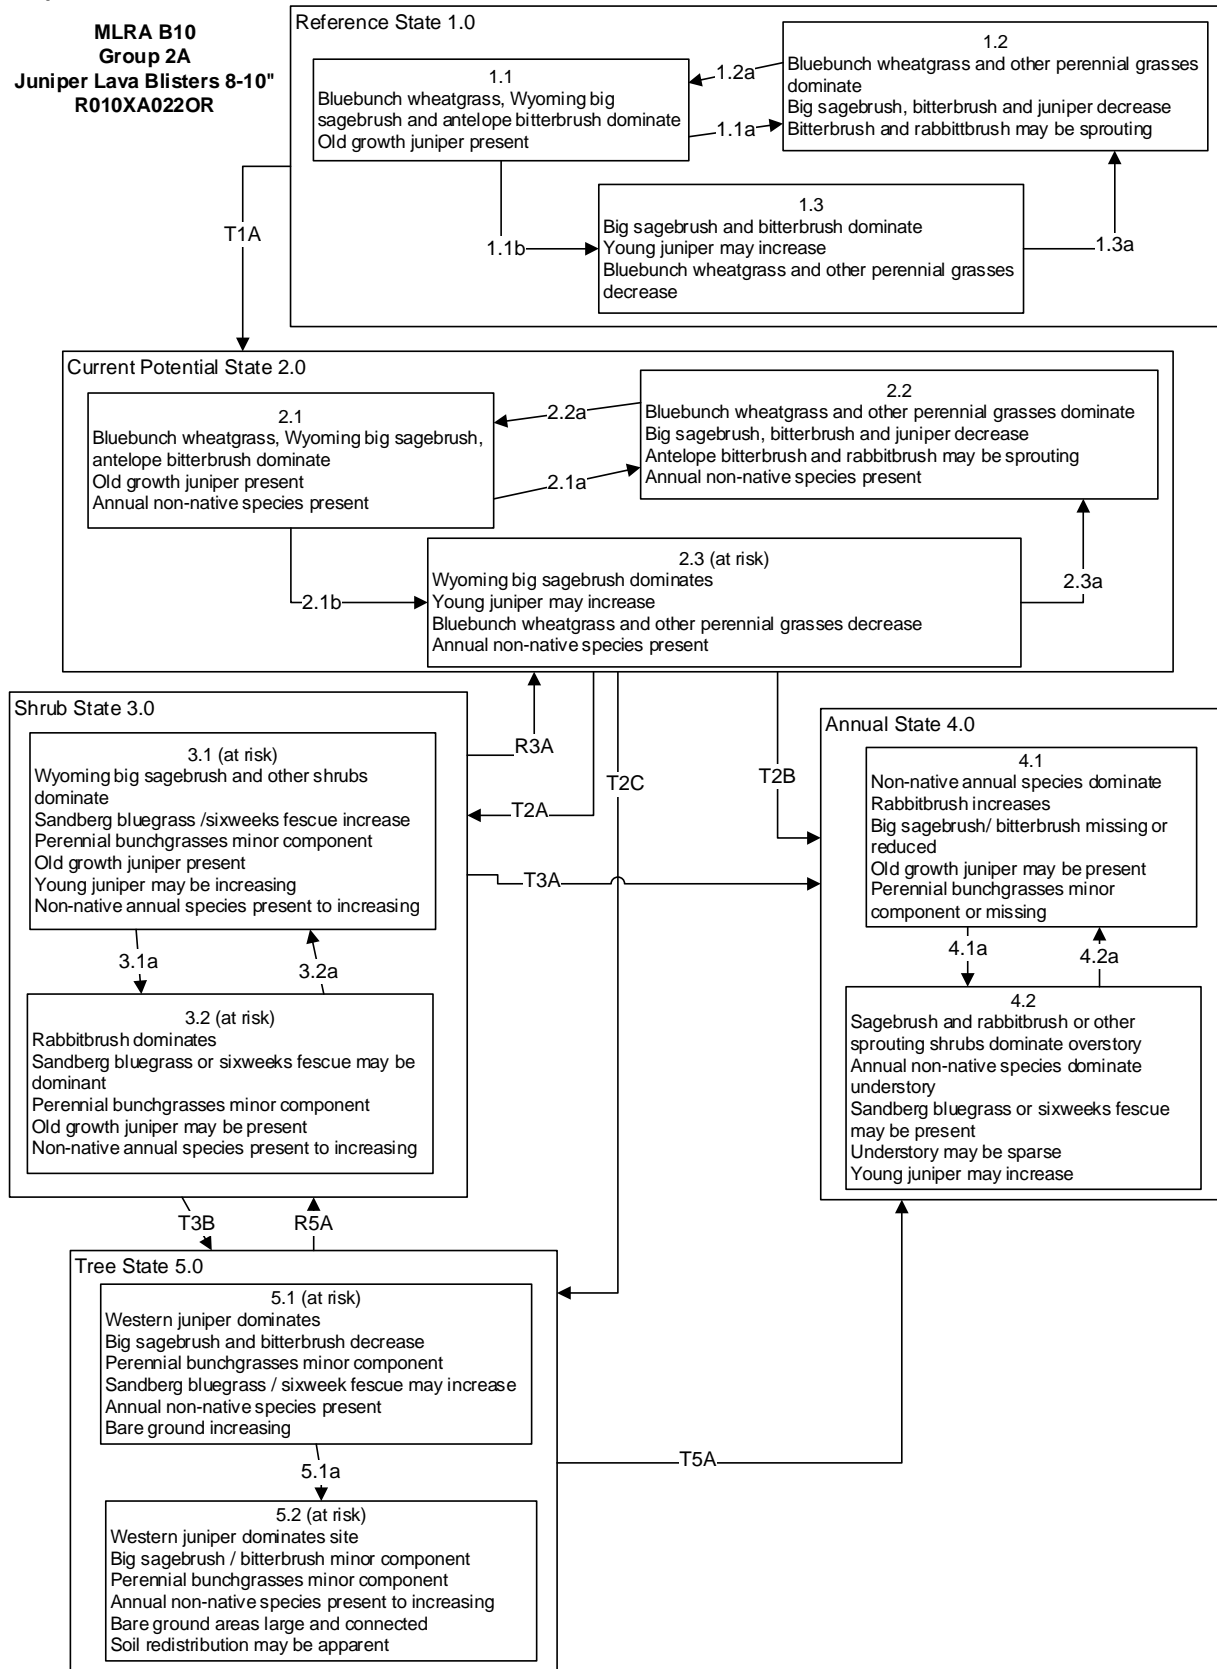 MLRA B10
Group 2A
Juniper Lava Blisters 8-10"
R010XA022OR
Reference State 1.0
1.1
Bluebunch wheatgrass, Wyoming big
sagebrush and antelope bitterbrush dominate
Old growth juniper present
1.2a
1.1a
1.2
Bluebunch wheatgrass and other perennial grasses
dominate
Big sagebrush, bitterbrush and juniper decrease
Bitterbrush and rabbittbrush may be sprouting
1.1b
1.3
Big sagebrush and bitterbrush dominate
Young juniper may increase
Bluebunch wheatgrass and other perennial grasses
decrease
1.3a
T1A
Current Potential State 2.0
2.1
Bluebunch wheatgrass, Wyoming big sagebrush,
antelope bitterbrush dominate
Old growth juniper present
Annual non-native species present
2.2a
2.1a
2.2
Bluebunch wheatgrass and other perennial grasses dominate
Big sagebrush, bitterbrush and juniper decrease
Antelope bitterbrush and rabbitbrush may be sprouting
Annual non-native species present
2.1b
2.3 (at risk)
Wyoming big sagebrush dominates
Young juniper may increase
Bluebunch wheatgrass and other perennial grasses decrease
Annual non-native species present
2.3a
Shrub State 3.0
3.1 (at risk)
Wyoming big sagebrush and other shrubs
dominate
Sandberg bluegrass /sixweeks fescue increase
Perennial bunchgrasses minor component
Old growth juniper present
Young juniper may be increasing
Non-native annual species present to increasing
3.1a
3.2a
3.2 (at risk)
Rabbitbrush dominates
Sandberg bluegrass or sixweeks fescue may be
dominant
Perennial bunchgrasses minor component
Old growth juniper may be present
Non-native annual species present to increasing
R3A
T2A
T2C
T2B
T3A
Annual State 4.0
4.1
Non-native annual species dominate
Rabbitbrush increases
Big sagebrush/ bitterbrush missing or
reduced
Old growth juniper may be present
Perennial bunchgrasses minor
component or missing
4.1a
4.2a
4.2
Sagebrush and rabbitbrush or other
sprouting shrubs dominate overstory
Annual non-native species dominate
understory
Sandberg bluegrass or sixweeks fescue
may be present
Understory may be sparse
Young juniper may increase
T3B
R5A
Tree State 5.0
5.1 (at risk)
Western juniper dominates
Big sagebrush and bitterbrush decrease
Perennial bunchgrasses minor component
Sandberg bluegrass / sixweek fescue may increase
Annual non-native species present
Bare ground increasing
5.1a
T5A
5.2 (at risk)
Western juniper dominates site
Big sagebrush / bitterbrush minor component
Perennial bunchgrasses minor component
Annual non-native species present to increasing
Bare ground areas large and connected
Soil redistribution may be apparent